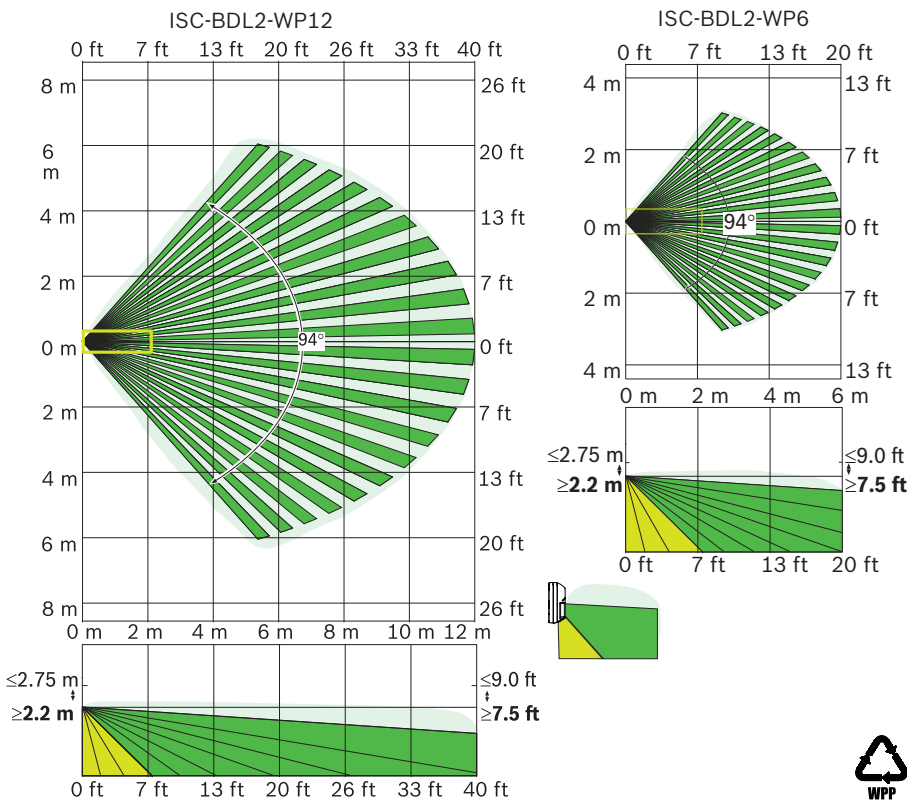 ISC-BDL2-WP12
0 ft 7 ft 13 ft 20 ft 26 ft 33 ft 40 ft
8 m 26 ft
6 m 20 ft
4 m 13 ft
2 m 7 ft
94°
0 m 0 ft
2 m 7 ft
4 m 13 ft
6 m 20 ft
8 m 26 ft
0 m 2 m 4 m 6 m 8 m 10 m 12 m
≤2.75 m ≤9.0 ft
≥2.2 m ≥7.5 ft
0 ft 7 ft 13 ft 20 ft 26 ft 33 ft 40 ft
ISC-BDL2-WP6
0 ft 7 ft 13 ft 20 ft
4 m 13 ft
2 m 7 ft
94°
0 m 0 ft
2 m 7 ft
4 m 13 ft
0 m 2 m 4 m 6 m
≤2.75 m ≤9.0 ft
≥2.2 m ≥7.5 ft
0 ft 7 ft 13 ft 20 ft
WPP